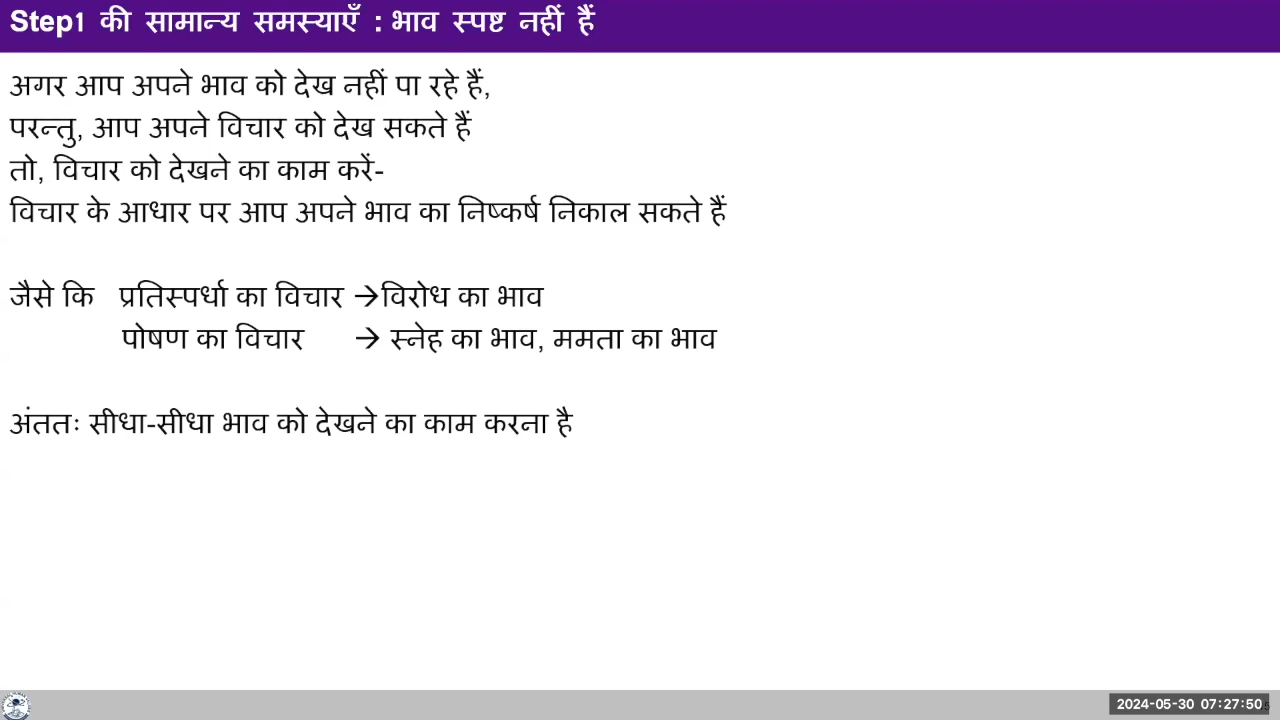 Step1 की सामान्य समस्याएँ : भाव स्पष्ट नहीं हैं
अगर आप अपने भाव को देख नहीं पा रहे हैं,
परन्तु, आप अपने विचार को देख सकते हैं
तो, विचार को देखने का काम करें-
विचार के आधार पर आप अपने भाव का निष्कर्ष निकाल सकते हैं
जैसे कि प्रतिस्पर्धा का विचार →विरोध का भाव
पोषण का विचार → स्नेह का भाव, ममता का भाव
अंततः सीधा-सीधा भाव को देखने का काम करना है
2024-05-30 07:27:50